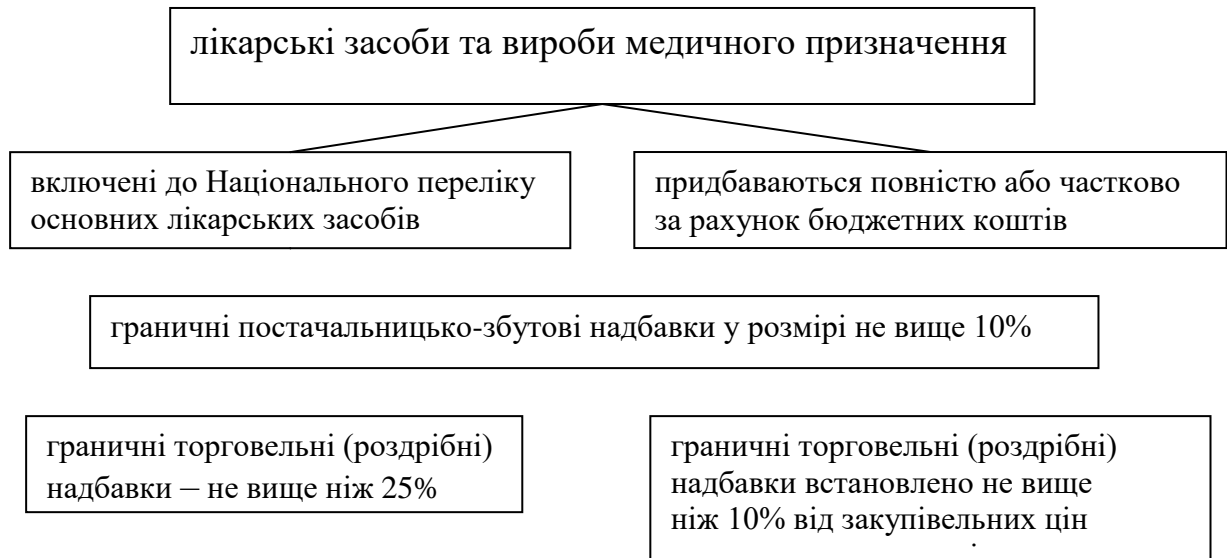 лікарські засоби та вироби медичного призначення
включені до Національного переліку
основних лікарських засобів
придбаваються повністю або частково
за рахунок бюджетних коштів
граничні постачальницько-збутові надбавки у розмірі не вище 10%
граничні торговельні (роздрібні)
надбавки – не вище ніж 25%
граничні торговельні (роздрібні)
надбавки встановлено не вище
ніж 10% від закупівельних цін